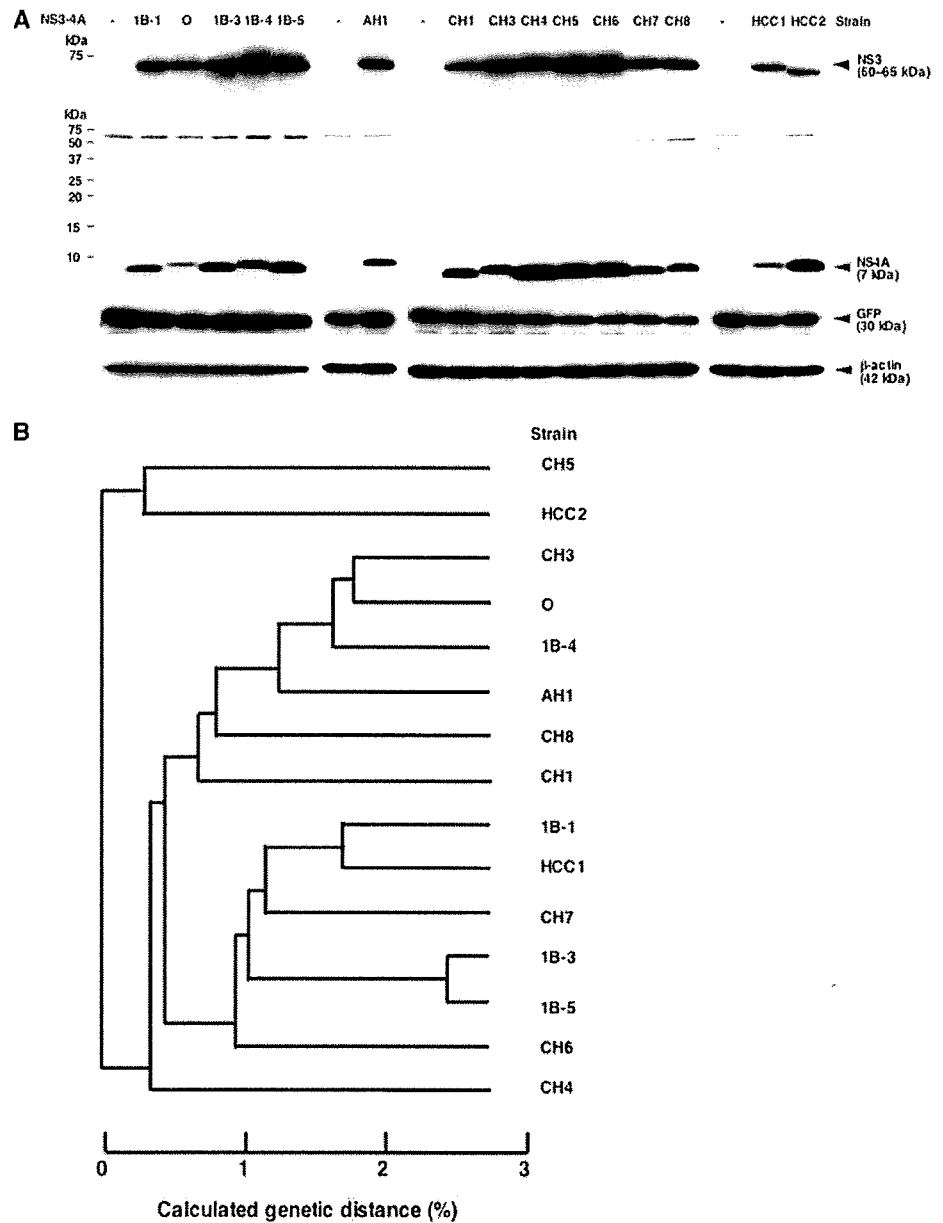 A
NS3-4A - 1B-1 O 1B-3 1B-4 1B-5 - AH1 - CH1 CH3 CH4 CH5 CH6 CH7 CH8 - HCC1 HCC2 Strain
kDa
75
NS3
(60–65 kDa)
kDa
75
50
37
25
20
15
10
NS4A
(7 kDa)
GFP
(30 kDa)
β-actin
(42 kDa)
B
Strain
CH5
HCC2
CH3
O
1B-4
AH1
CH8
CH1
1B-1
HCC1
CH7
1B-3
1B-5
CH6
CH4
0 1 2 3
Calculated genetic distance (%)